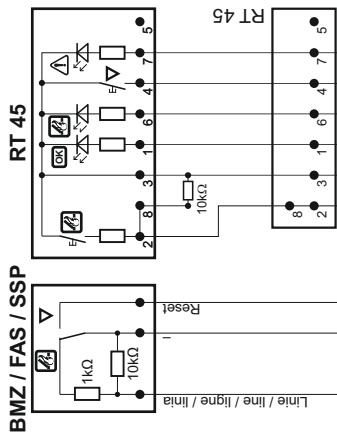 BMZ / FAS / SSP
Linie / line / ligne / linia
–
Reset
1kΩ
10kΩ
RT 45
2
8
3
1
6
4
7
5
E
OK
E
10kΩ
RT 45
8
2
3
1
6
4
7
5